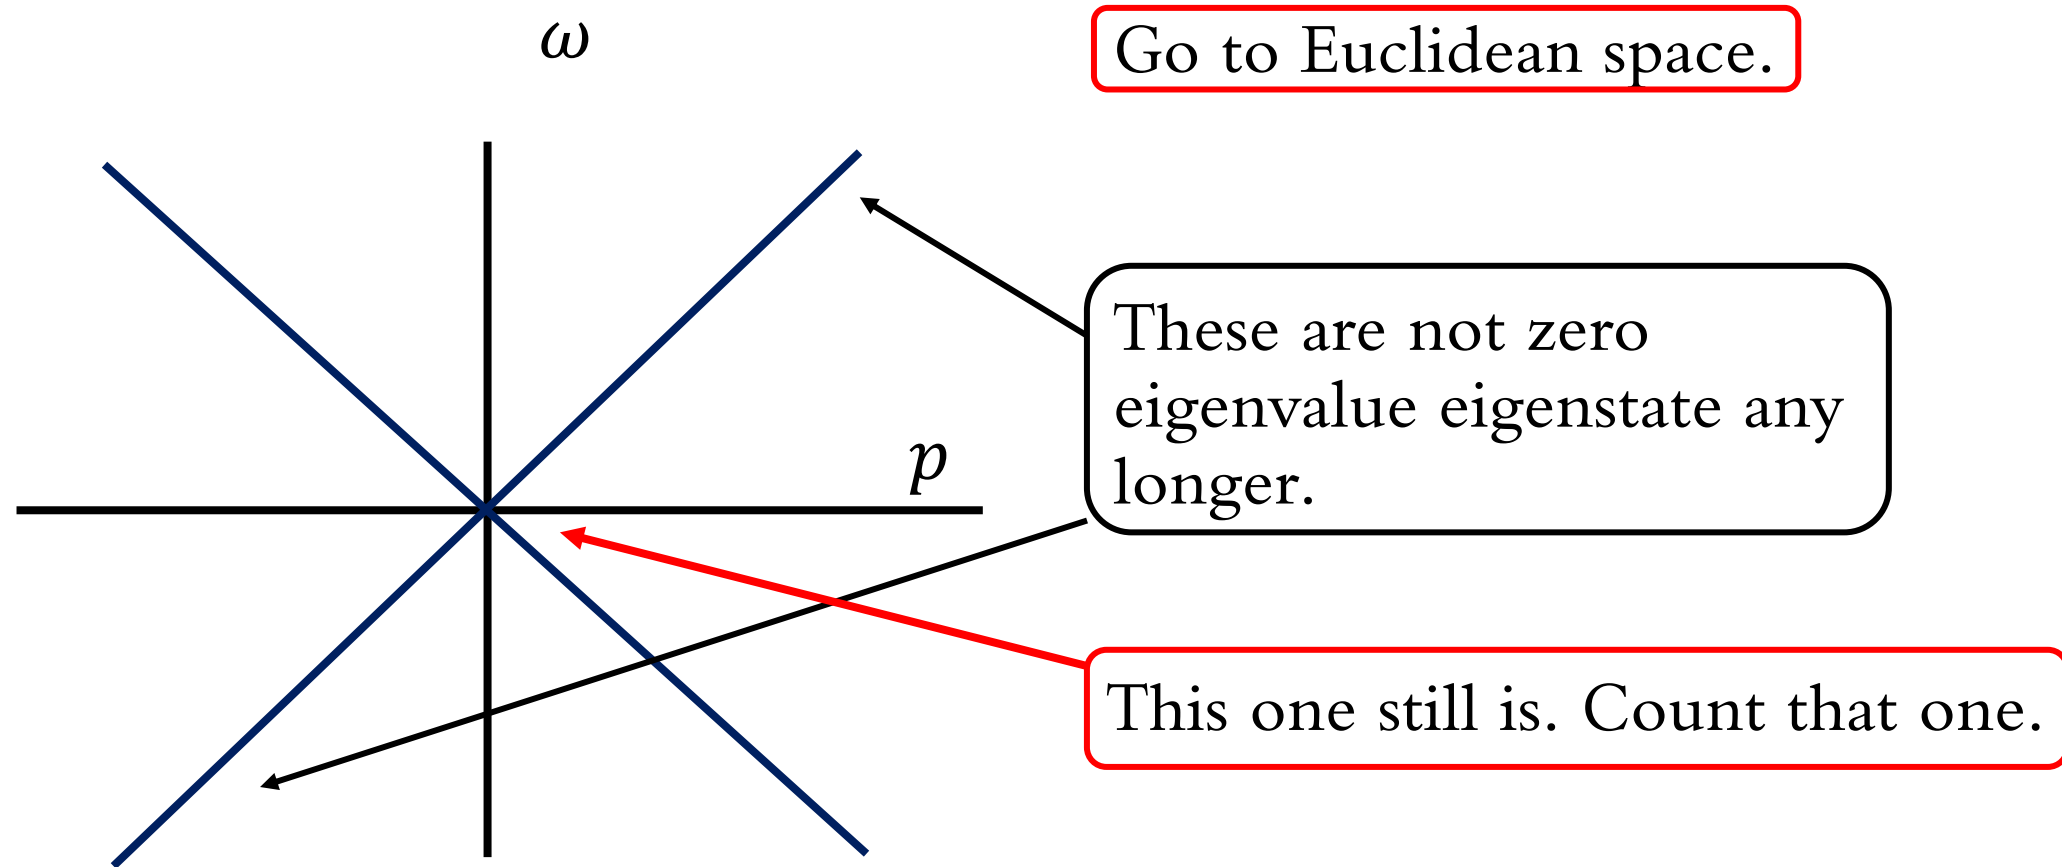 ω
Go to Euclidean space.
These are not zero
eigenvalue eigenstate any
longer.
p
This one still is. Count that one.